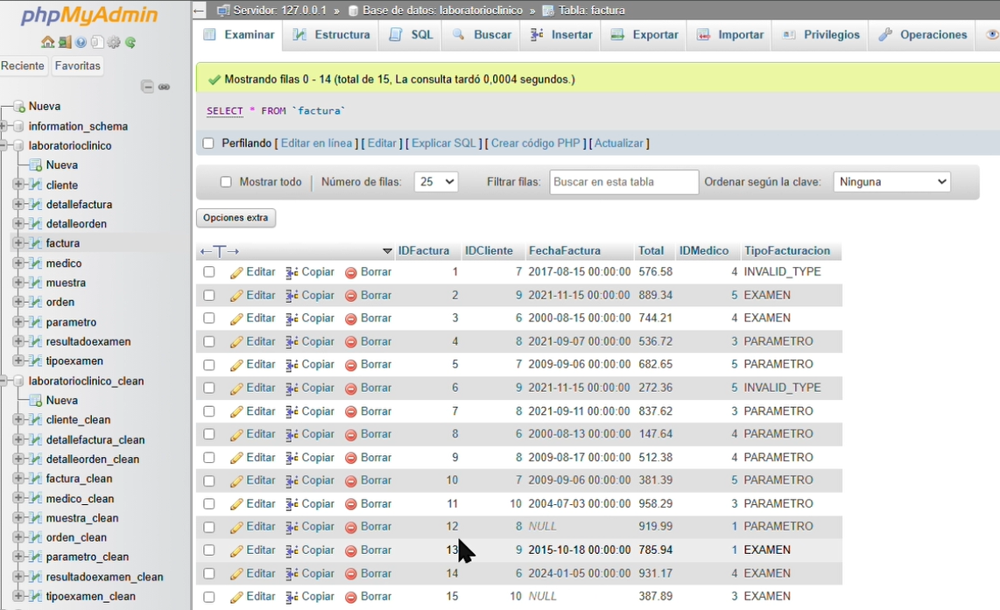 phpMyAdmin
Reciente Favoritas
Nueva
information_schema
laboratorioclinico
Nueva
cliente
detallefactura
detalleorden
factura
medico
muestra
orden
parametro
resultadoexamen
tipoexamen
laboratorioclinico_clean
Nueva
cliente_clean
detallefactura_clean
detalleorden_clean
factura_clean
medico_clean
muestra_clean
orden_clean
parametro_clean
resultadoexamen_clean
tipoexamen_clean
Servidor: 127.0.0.1 » Base de datos: laboratorioclinico » Tabla: factura
Examinar Estructura SQL Buscar Insertar Exportar Importar Privilegios Operaciones
Mostrando filas 0 - 14 (total de 15, La consulta tardó 0,0004 segundos.)
SELECT * FROM `factura`
Perfilando [ Editar en línea ] [ Editar ] [ Explicar SQL ] [ Crear código PHP ] [ Actualizar ]
Mostrar todo | Número de filas: 25 Filtrar filas: Buscar en esta tabla Ordenar según la clave: Ninguna
Opciones extra
←T→ IDFactura IDCliente FechaFactura Total IDMedico TipoFacturacion
Editar Copiar Borrar 1 7 2017-08-15 00:00:00 576.58 4 INVALID_TYPE
Editar Copiar Borrar 2 9 2021-11-15 00:00:00 889.34 5 EXAMEN
Editar Copiar Borrar 3 6 2000-08-15 00:00:00 744.21 4 EXAMEN
Editar Copiar Borrar 4 8 2021-09-07 00:00:00 536.72 3 PARAMETRO
Editar Copiar Borrar 5 7 2009-09-06 00:00:00 682.65 5 PARAMETRO
Editar Copiar Borrar 6 9 2021-11-15 00:00:00 272.36 5 INVALID_TYPE
Editar Copiar Borrar 7 8 2021-09-11 00:00:00 837.62 3 PARAMETRO
Editar Copiar Borrar 8 6 2000-08-13 00:00:00 147.64 4 PARAMETRO
Editar Copiar Borrar 9 8 2009-08-17 00:00:00 512.38 4 PARAMETRO
Editar Copiar Borrar 10 7 2009-09-06 00:00:00 381.39 5 PARAMETRO
Editar Copiar Borrar 11 10 2004-07-03 00:00:00 958.29 3 PARAMETRO
Editar Copiar Borrar 12 8 NULL 919.99 1 PARAMETRO
Editar Copiar Borrar 13 9 2015-10-18 00:00:00 785.94 1 EXAMEN
Editar Copiar Borrar 14 6 2024-01-05 00:00:00 931.17 4 EXAMEN
Editar Copiar Borrar 15 10 NULL 387.89 3 EXAMEN